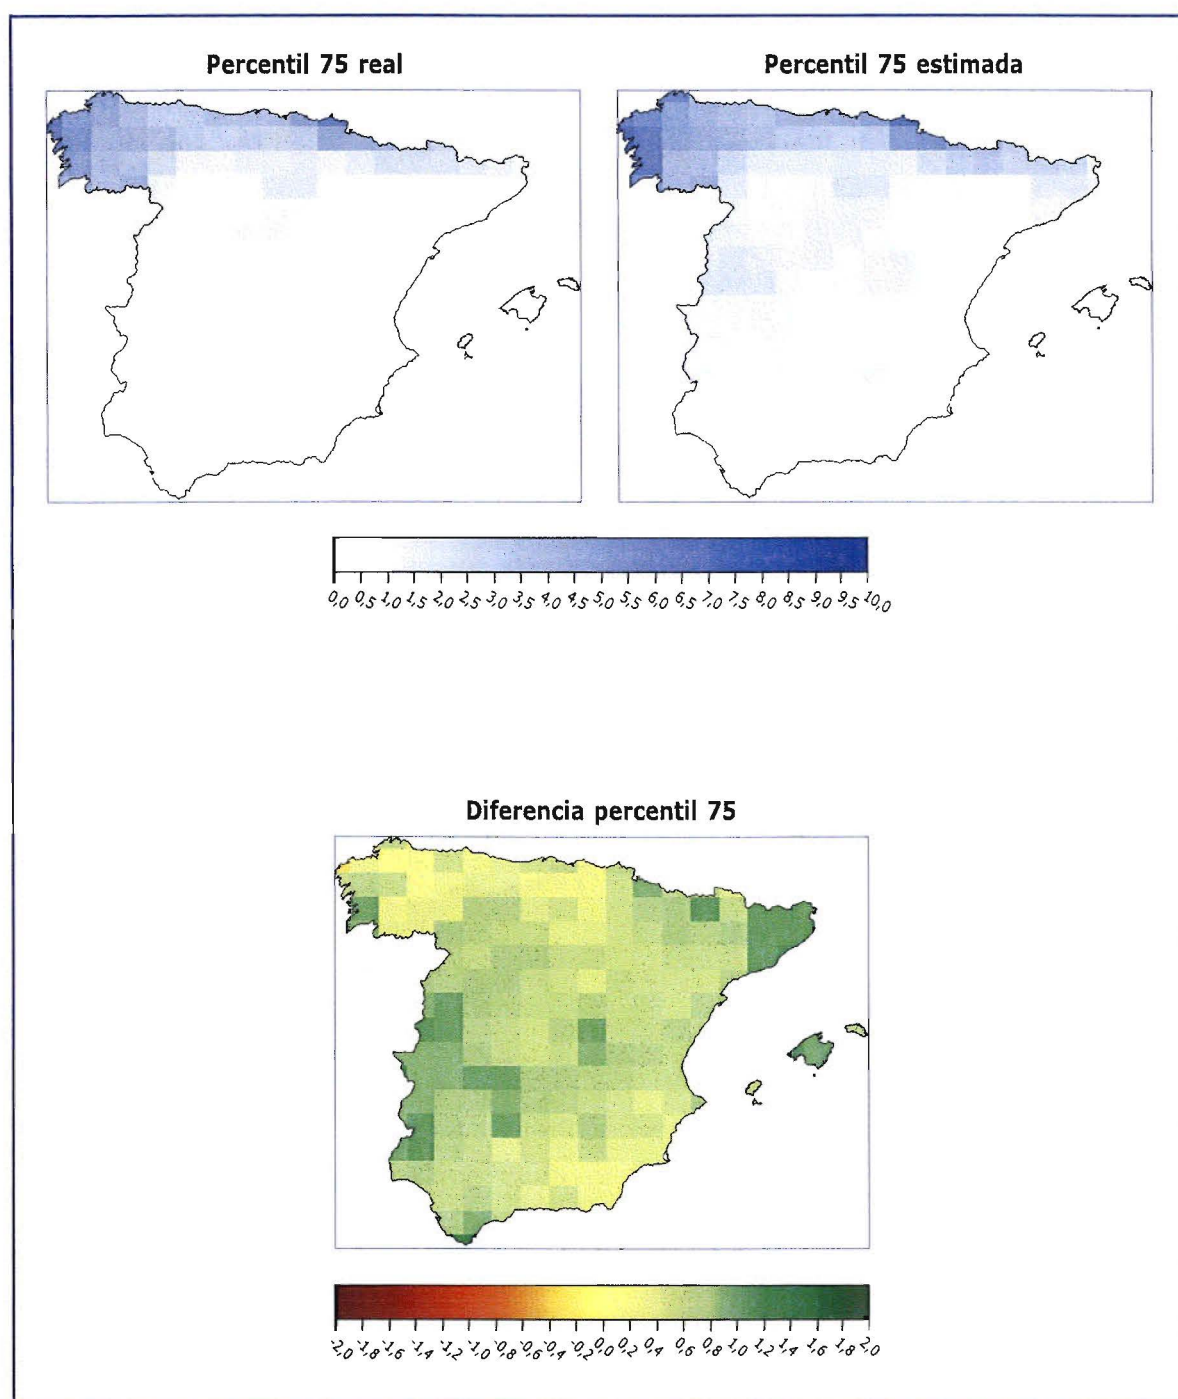 Percentil 75 real
Percentil 75 estimada
0,0 0,5 1,0 1,5 2,0 2,5 3,0 3,5 4,0 4,5 5,0 5,5 6,0 6,5 7,0 7,5 8,0 8,5 9,0 9,5 10,0
Diferencia percentil 75
-2,0 -1,8 -1,6 -1,4 -1,2 -1,0 -0,8 -0,6 -0,4 -0,2 0,0 0,2 0,4 0,6 0,8 1,0 1,2 1,4 1,6 1,8 2,0